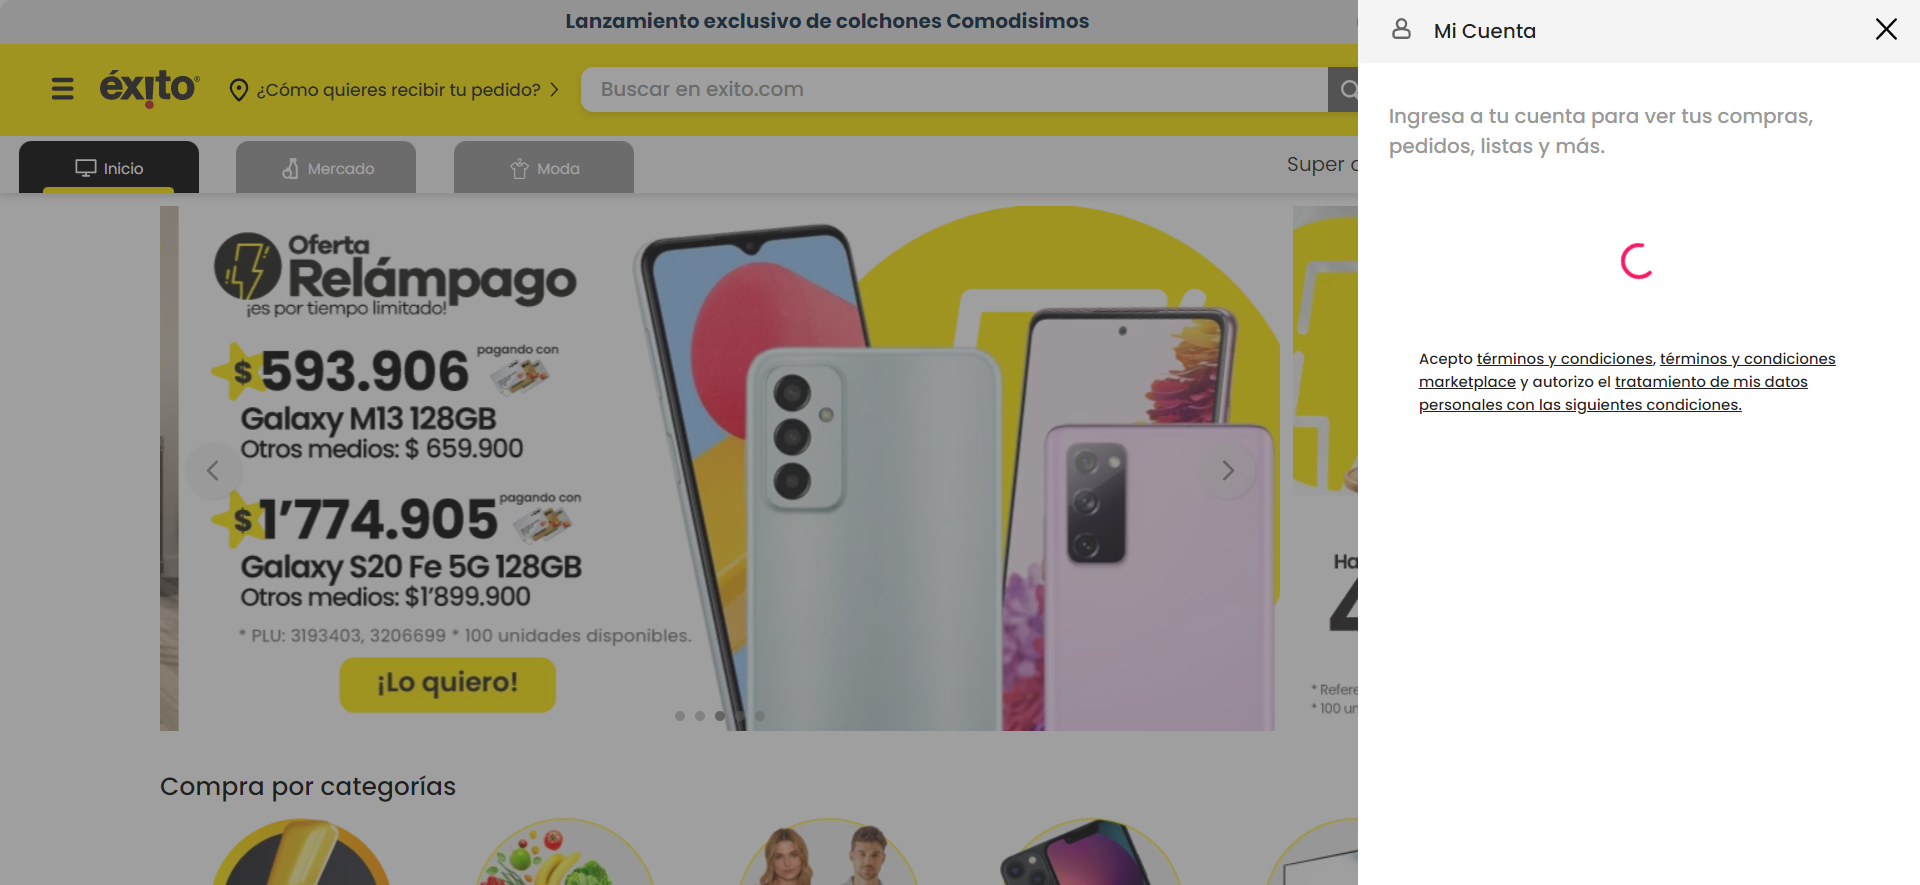 Lanzamiento exclusivo de colchones Comodisimos
éxito
¿Cómo quieres recibir tu pedido?
Buscar en exito.com
Inicio
Mercado
Moda
Super
Oferta
Relámpago
¡es por tiempo limitado!
$593.906 pagando con
Galaxy M13 128GB
Otros medios: $ 659.900
$1'774.905 pagando con
Galaxy S20 Fe 5G 128GB
Otros medios: $1'899.900
* PLU: 3193403, 3206699 * 100 unidades disponibles.
¡Lo quiero!
* 100
Compra por categorías
Mi Cuenta
Ingresa a tu cuenta para ver tus compras,
pedidos, listas y más.
Acepto términos y condiciones, términos y condiciones
marketplace y autorizo el tratamiento de mis datos
personales con las siguientes condiciones.